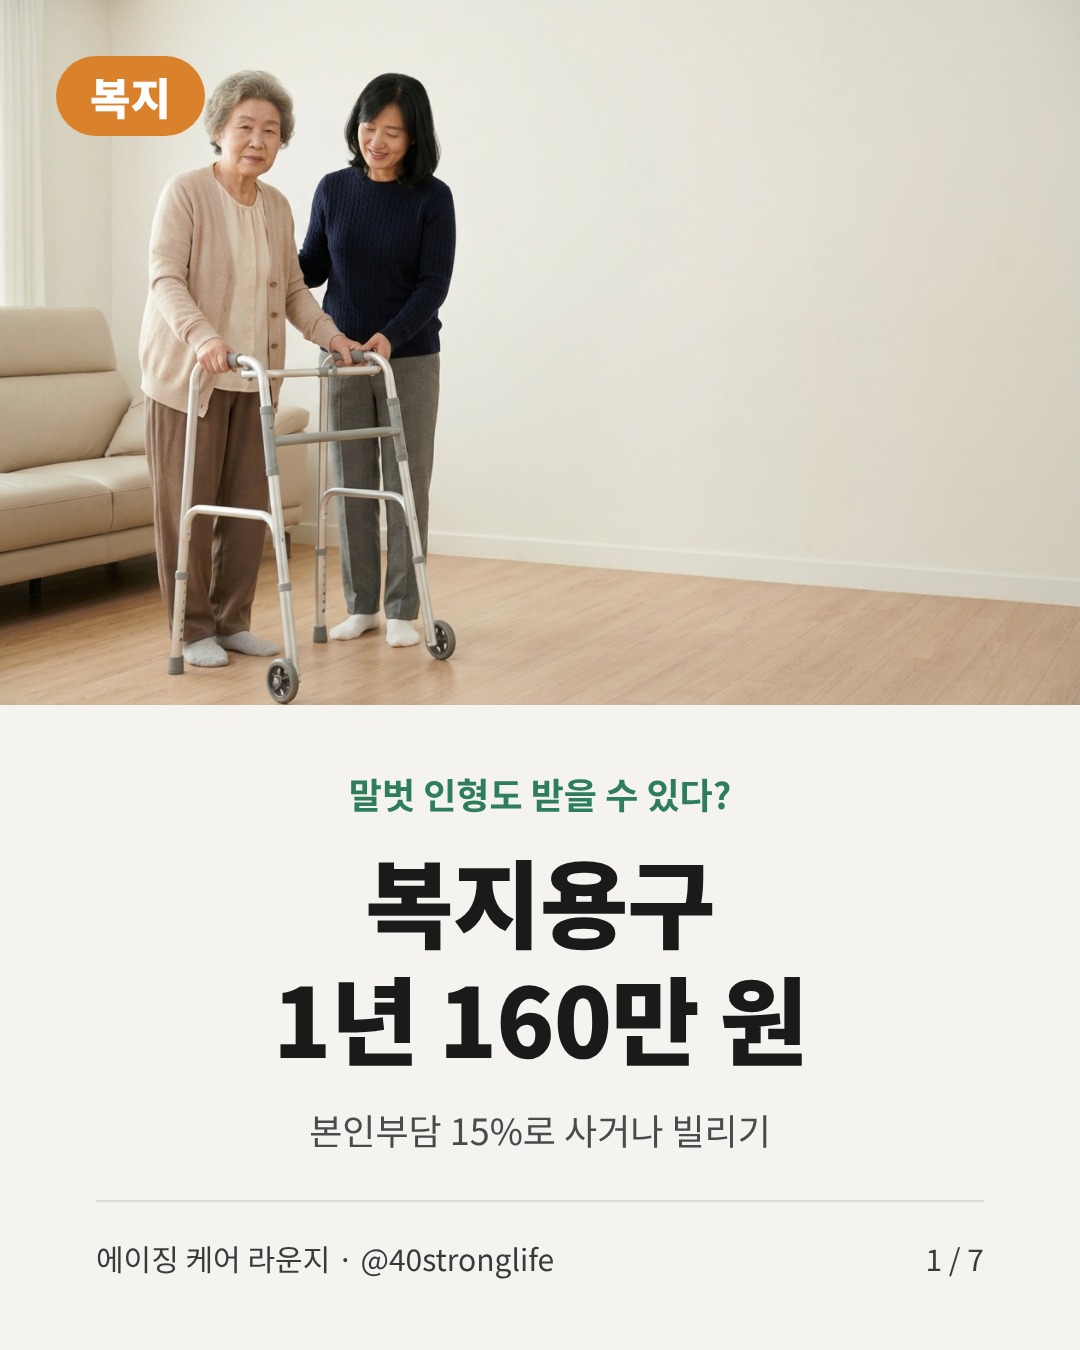 복지
말벗 인형도 받을 수 있다?
복지용구
1년 160만 원
본인부담 15%로 사거나 빌리기
에이징 케어 라운지 · @40stronglife
1 / 7